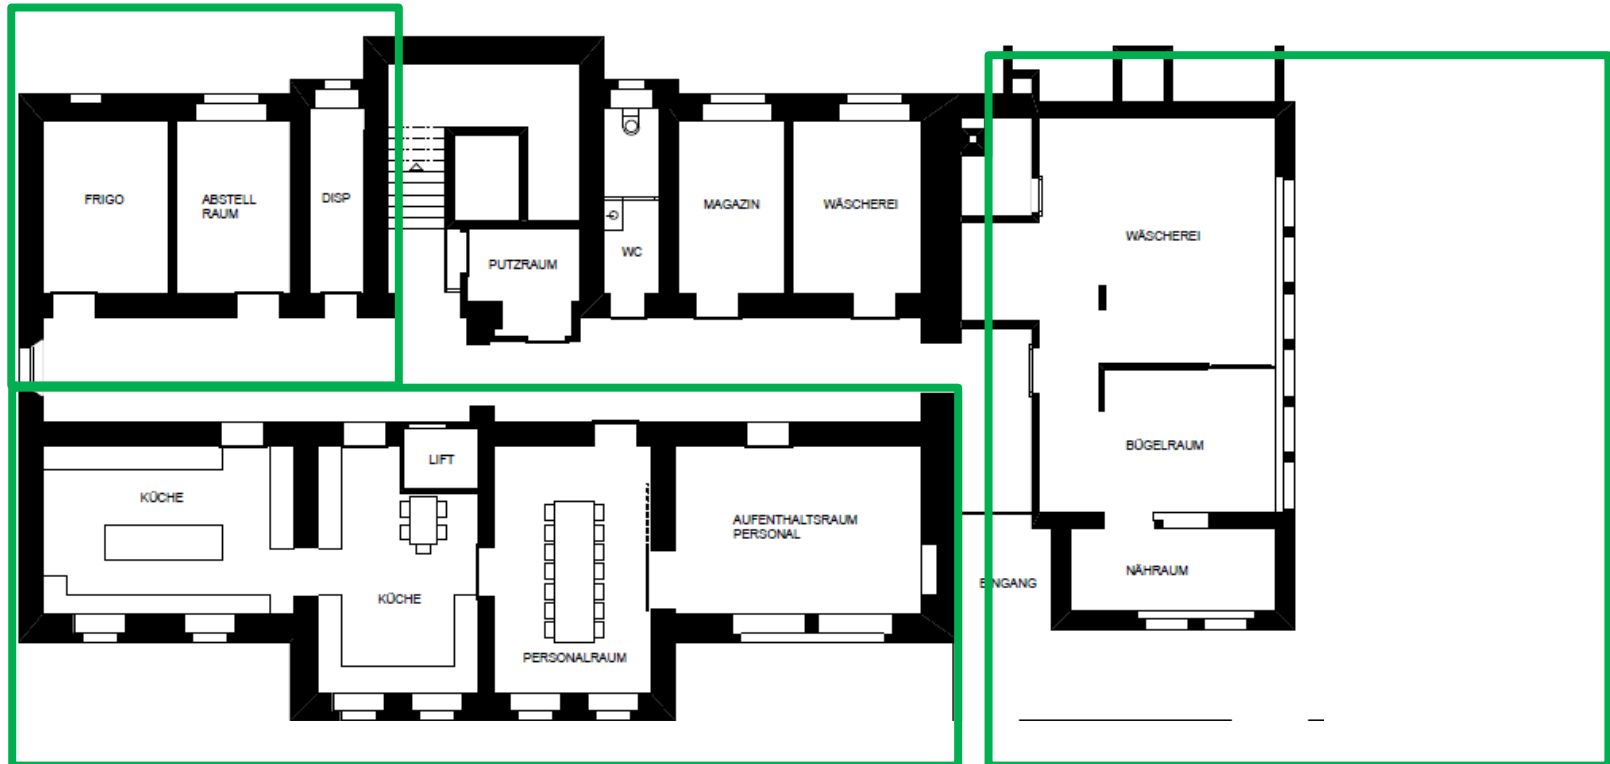 FRIGO
ABSTELL
RAUM
DISP
PUTZRAUM
WC
MAGAZIN
WÄSCHEREI
WÄSCHEREI
BÜGELRAUM
NÄHRAUM
EINGANG
KÜCHE
LIFT
KÜCHE
PERSONALRAUM
AUFENTHALTSRAUM
PERSONAL